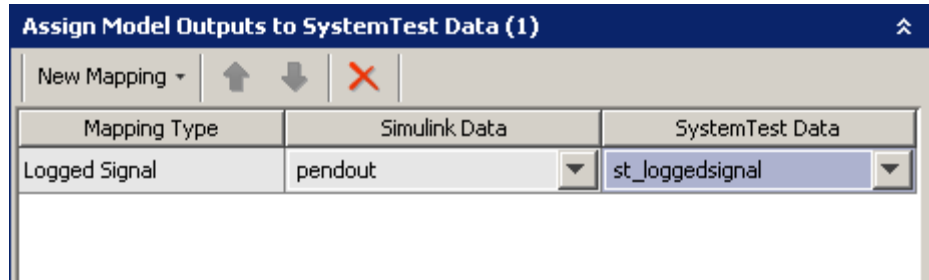 Assign Model Outputs to SystemTest Data (1)
New Mapping
Mapping Type Simulink Data SystemTest Data
Logged Signal pendout st_loggedsignal